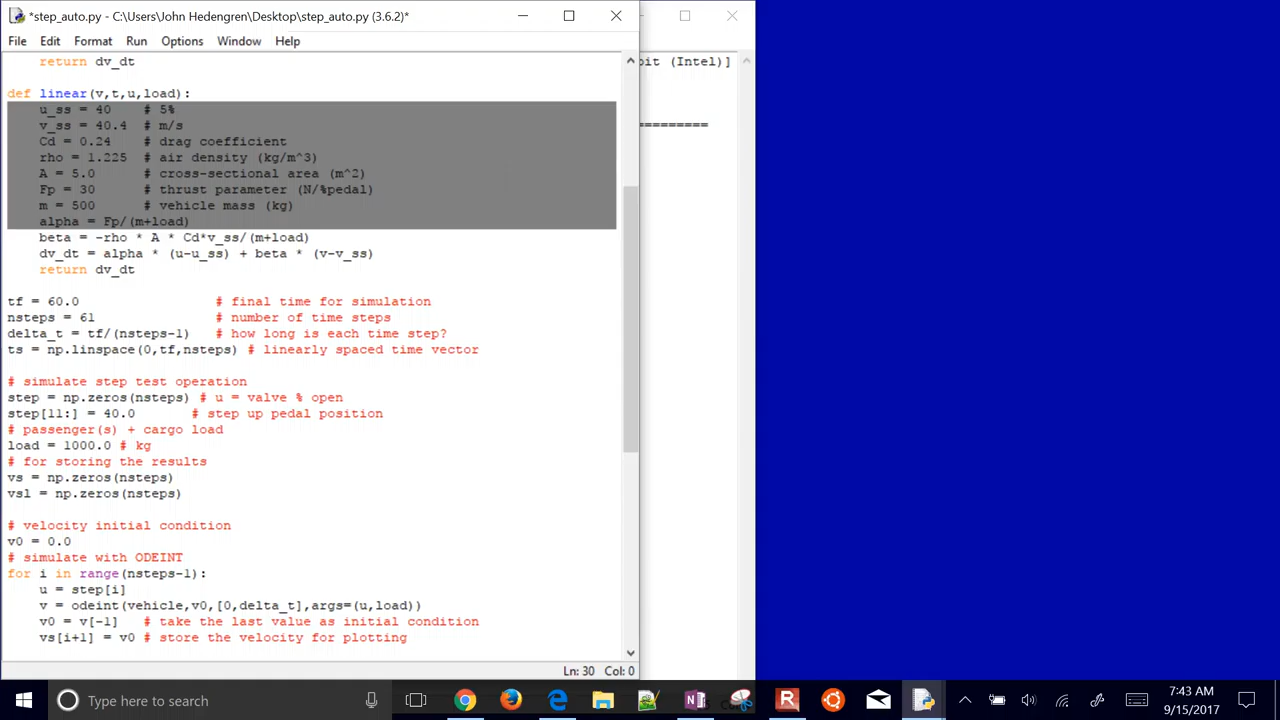 *step_auto.py - C:\Users\John Hedengren\Desktop\step_auto.py (3.6.2)*
File Edit Format Run Options Window Help
return dv_dt
bit (Intel)]
def linear(v,t,u,load):
u_ss = 40 # 5%
v_ss = 40.4 # m/s
=========
Cd = 0.24 # drag coefficient
rho = 1.225 # air density (kg/m^3)
A = 5.0 # cross-sectional area (m^2)
Fp = 30 # thrust parameter (N/%pedal)
m = 500 # vehicle mass (kg)
alpha = Fp/(m+load)
beta = -rho * A * Cd*v_ss/(m+load)
dv_dt = alpha * (u-u_ss) + beta * (v-v_ss)
return dv_dt
tf = 60.0 # final time for simulation
nsteps = 61 # number of time steps
delta_t = tf/(nsteps-1) # how long is each time step?
ts = np.linspace(0,tf,nsteps) # linearly spaced time vector
# simulate step test operation
step = np.zeros(nsteps) # u = valve % open
step[11:] = 40.0 # step up pedal position
# passenger(s) + cargo load
load = 1000.0 # kg
# for storing the results
vs = np.zeros(nsteps)
vsl = np.zeros(nsteps)
# velocity initial condition
v0 = 0.0
# simulate with ODEINT
for i in range(nsteps-1):
u = step[i]
v = odeint(vehicle,v0,[0,delta_t],args=(u,load))
v0 = v[-1] # take the last value as initial condition
vs[i+1] = v0 # store the velocity for plotting
Ln: 30 Col: 0
Type here to search
7:43 AM
9/15/2017